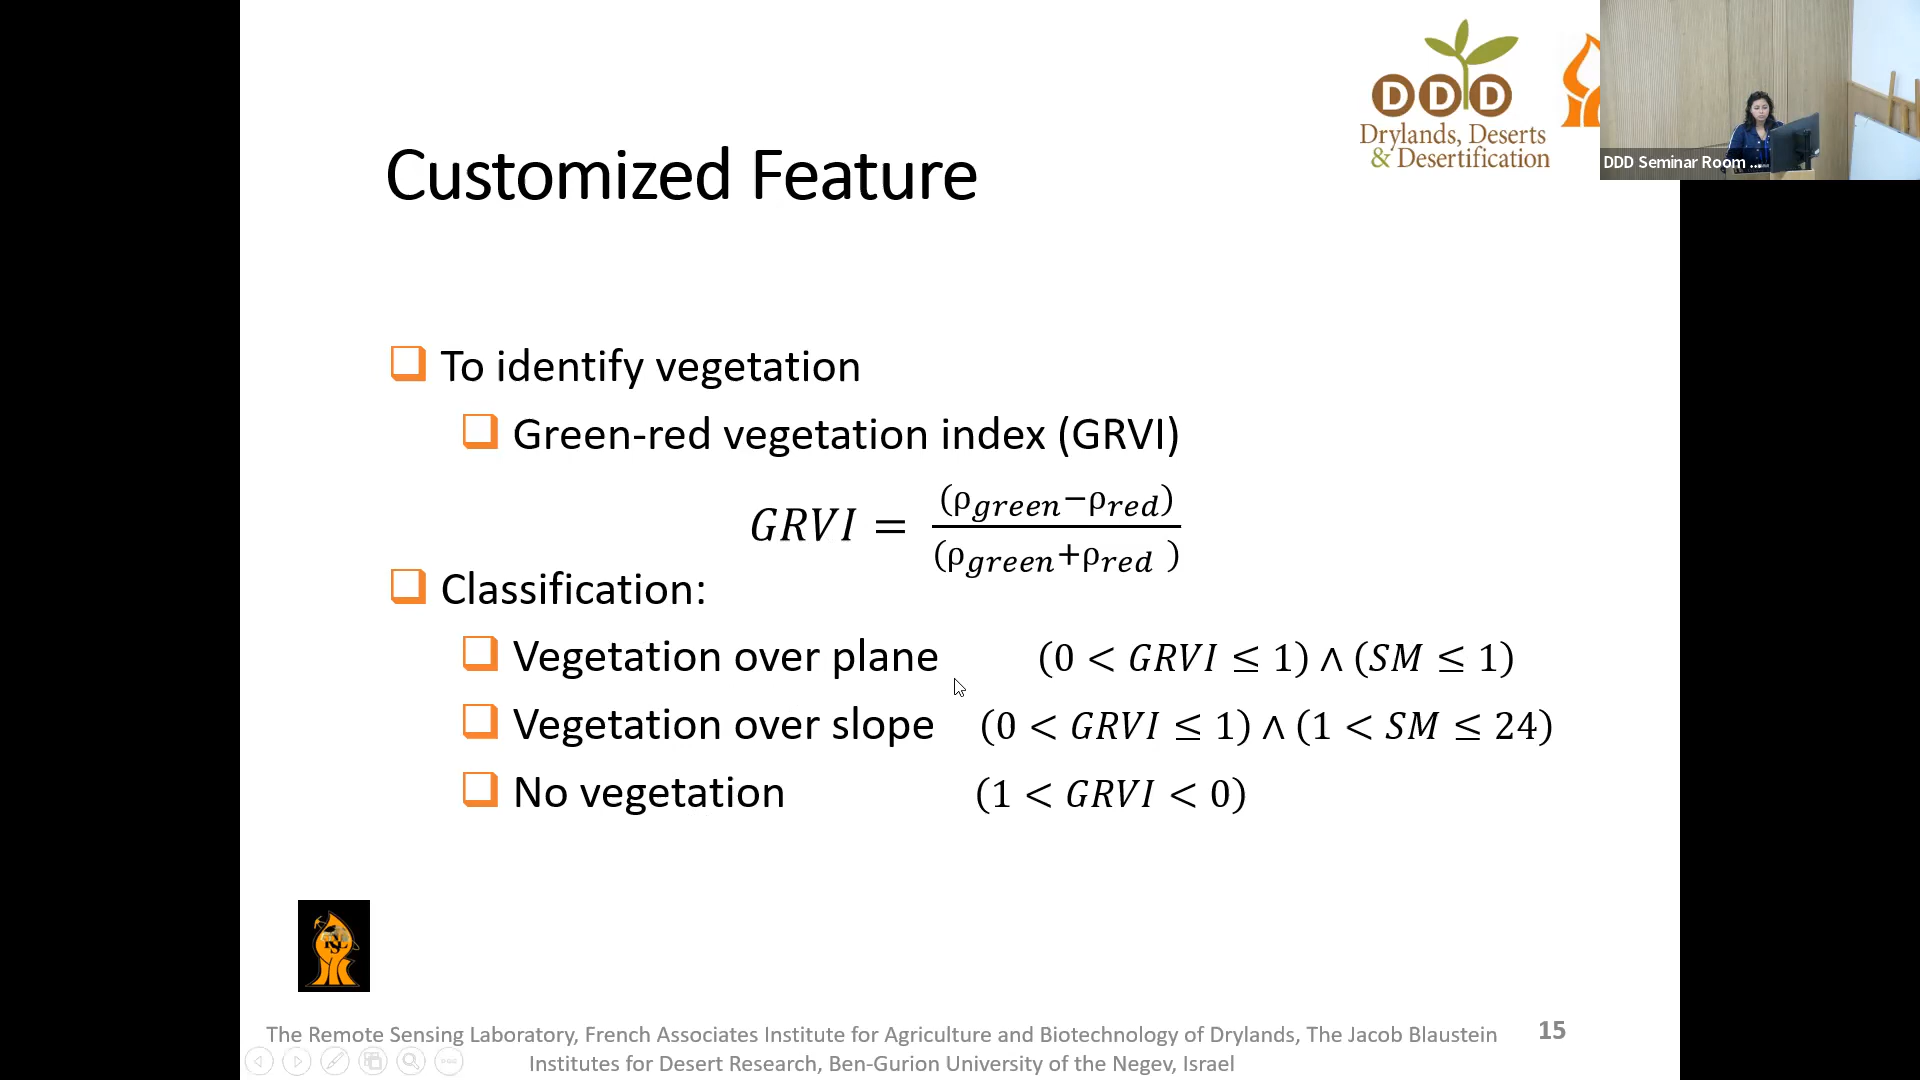 DDD
Drylands, Deserts
& Desertification
DDD Seminar Room ...
Customized Feature
To identify vegetation
Green-red vegetation index (GRVI)
GRVI = (ρgreen−ρred) / (ρgreen+ρred )
Classification:
Vegetation over plane (0 < GRVI ≤ 1) ∧ (SM ≤ 1)
Vegetation over slope (0 < GRVI ≤ 1) ∧ (1 < SM ≤ 24)
No vegetation (1 < GRVI < 0)
RSL
The Remote Sensing Laboratory, French Associates Institute for Agriculture and Biotechnology of Drylands, The Jacob Blaustein
Institutes for Desert Research, Ben-Gurion University of the Negev, Israel
15